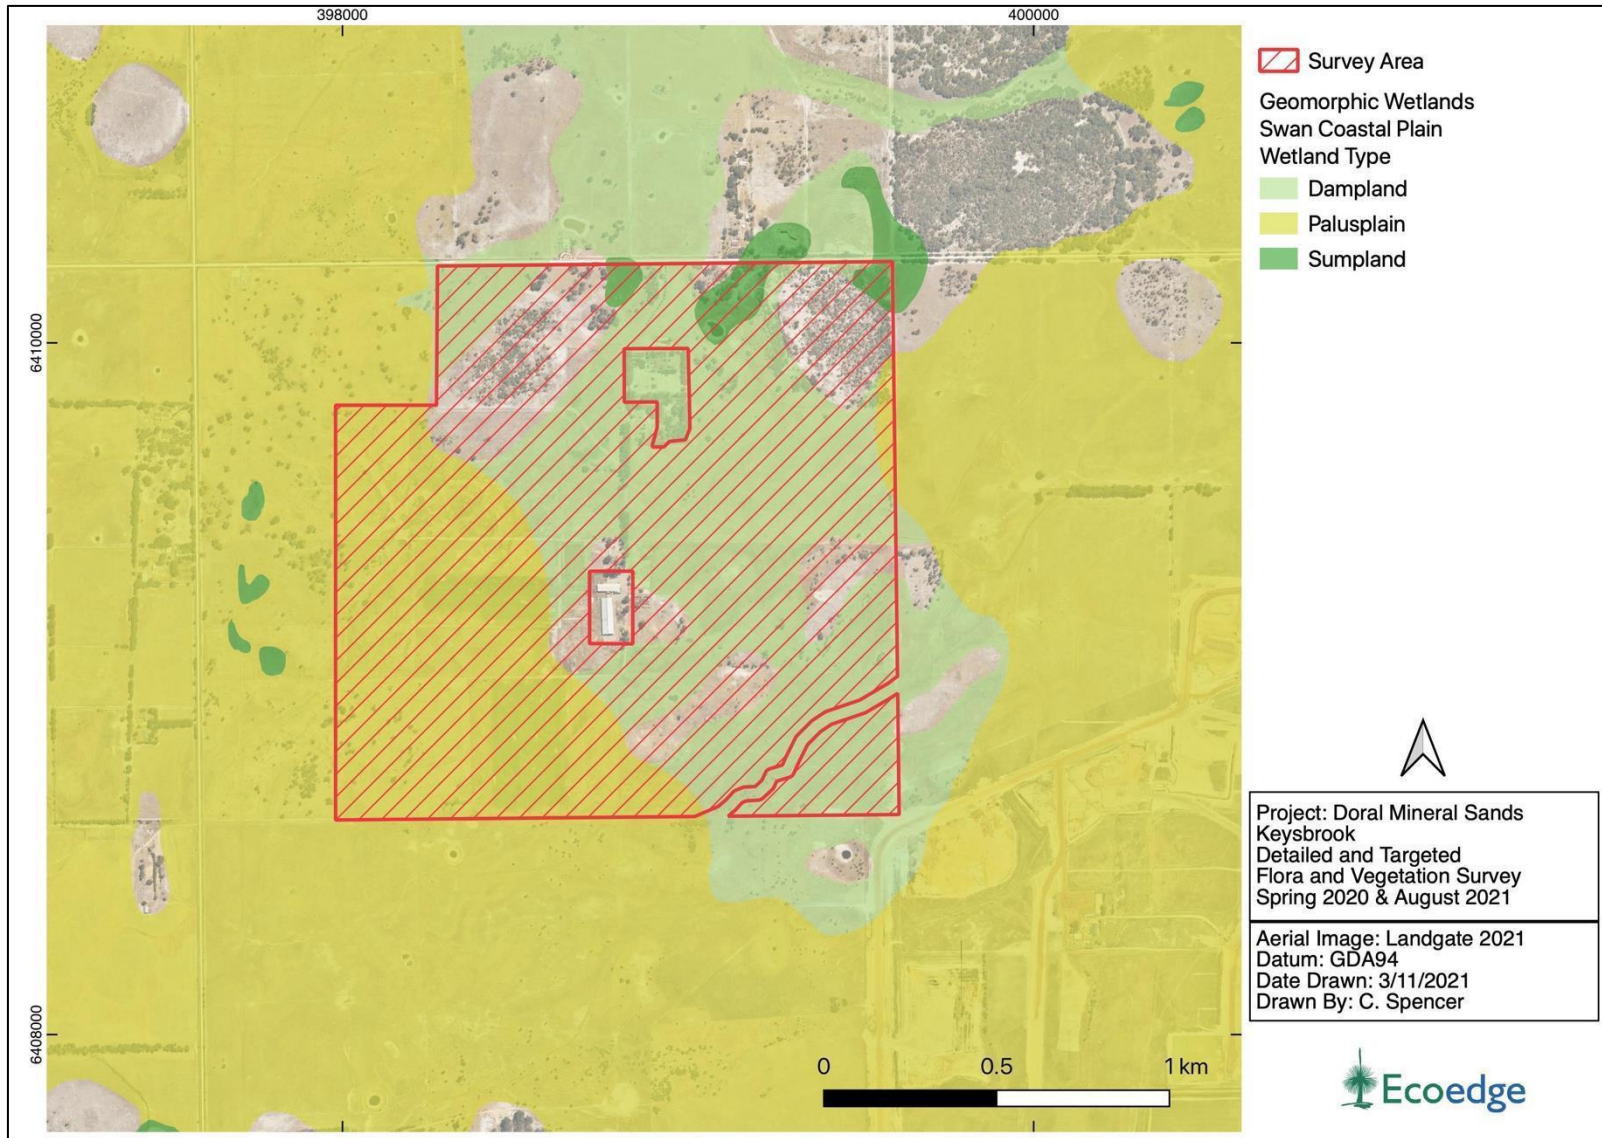 398000
400000
6410000
6408000
Survey Area
Geomorphic Wetlands
Swan Coastal Plain
Wetland Type
Dampland
Palusplain
Sumpland
Project: Doral Mineral Sands
Keysbrook
Detailed and Targeted
Flora and Vegetation Survey
Spring 2020 & August 2021
Aerial Image: Landgate 2021
Datum: GDA94
Date Drawn: 3/11/2021
Drawn By: C. Spencer
0 0.5 1 km
Ecoedge